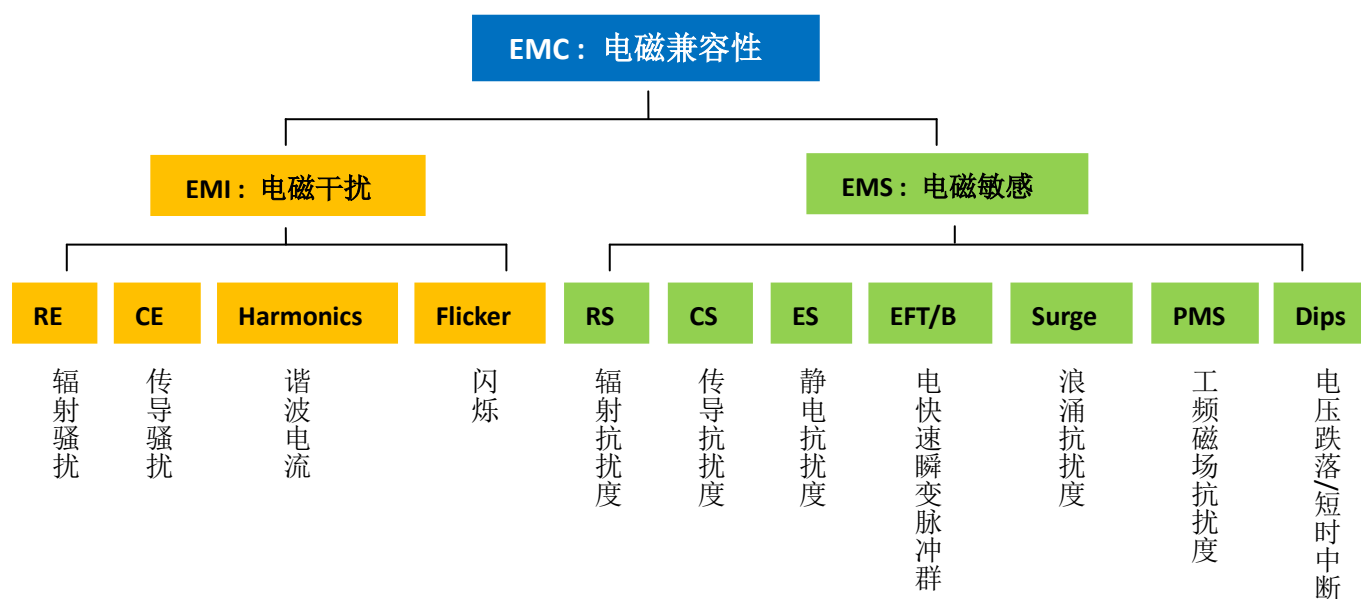 EMC： 电磁兼容性
EMI： 电磁干扰
EMS： 电磁敏感
RE
CE
Harmonics
Flicker
RS
CS
ES
EFT/B
Surge
PMS
Dips
辐射骚扰
传导骚扰
谐波电流
闪烁
辐射抗扰度
传导抗扰度
静电抗扰度
电快速瞬变脉冲群
浪涌抗扰度
工频磁场抗扰度
电压跌落/短时中断